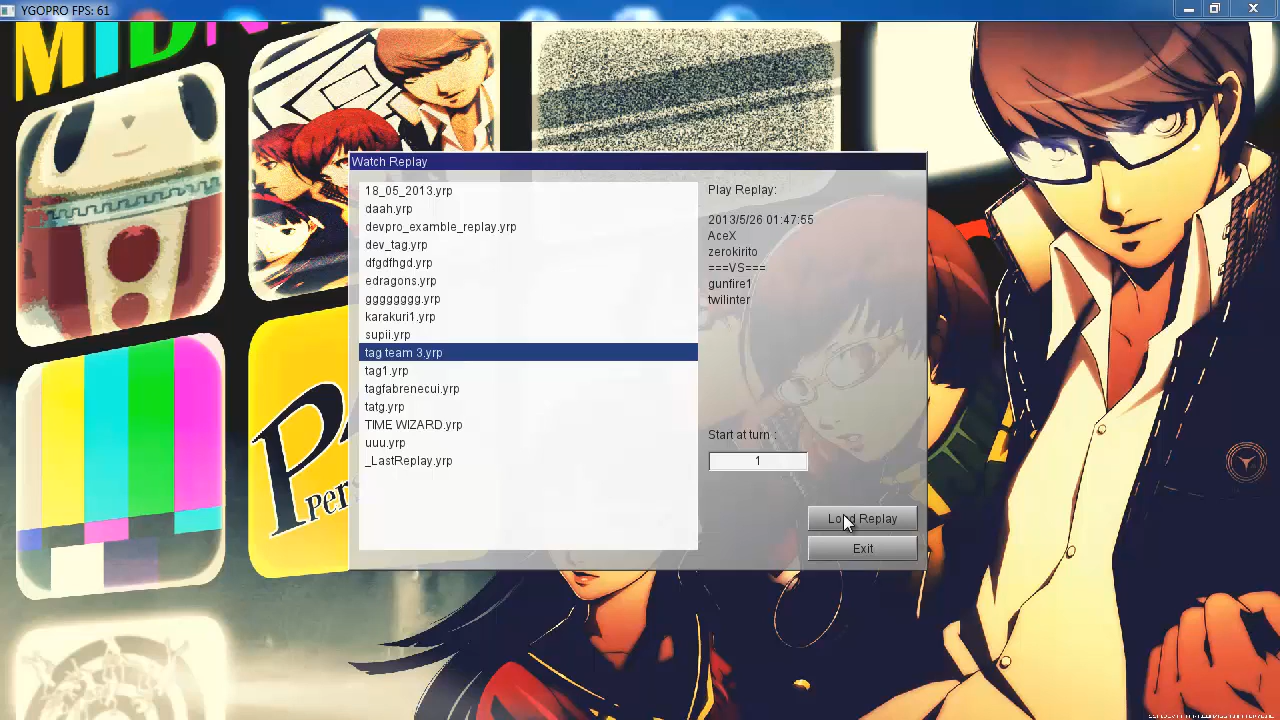 YGOPRO FPS: 61
MIDN
Watch Replay
18_05_2013.yrp
daah.yrp
devpro_examble_replay.yrp
dev_tag.yrp
dfgdfhgd.yrp
edragons.yrp
gggggggg.yrp
karakuri1.yrp
supii.yrp
tag team 3.yrp
tag1.yrp
tagfabrenecui.yrp
tatg.yrp
TIME WIZARD.yrp
uuu.yrp
_LastReplay.yrp
Play Replay:
2013/5/26 01:47:55
AceX
zerokirito
===VS===
gunfire1
twilinter
Start at turn :
1
Load Replay
Exit
P
per